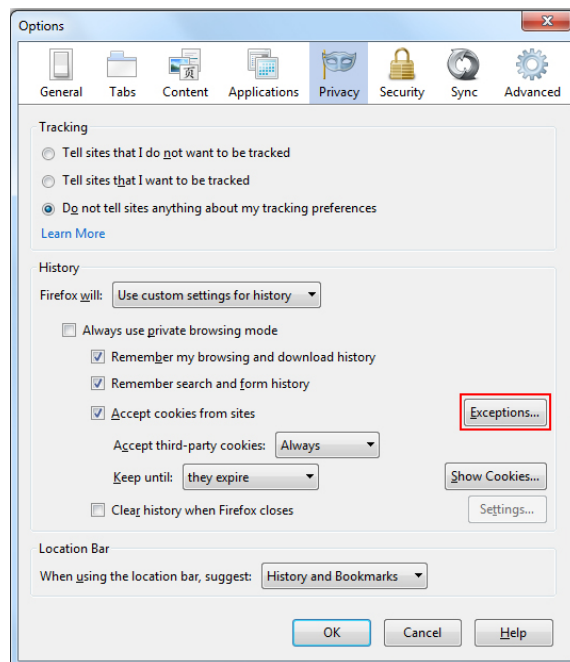 Options
General Tabs Content Applications Privacy Security Sync Advanced
页
Tracking
Tell sites that I do not want to be tracked
Tell sites that I want to be tracked
Do not tell sites anything about my tracking preferences
Learn More
History
Firefox will: Use custom settings for history
Always use private browsing mode
Remember my browsing and download history
Remember search and form history
Accept cookies from sites Exceptions...
Accept third-party cookies: Always
Keep until: they expire Show Cookies...
Clear history when Firefox closes Settings...
Location Bar
When using the location bar, suggest: History and Bookmarks
OK Cancel Help